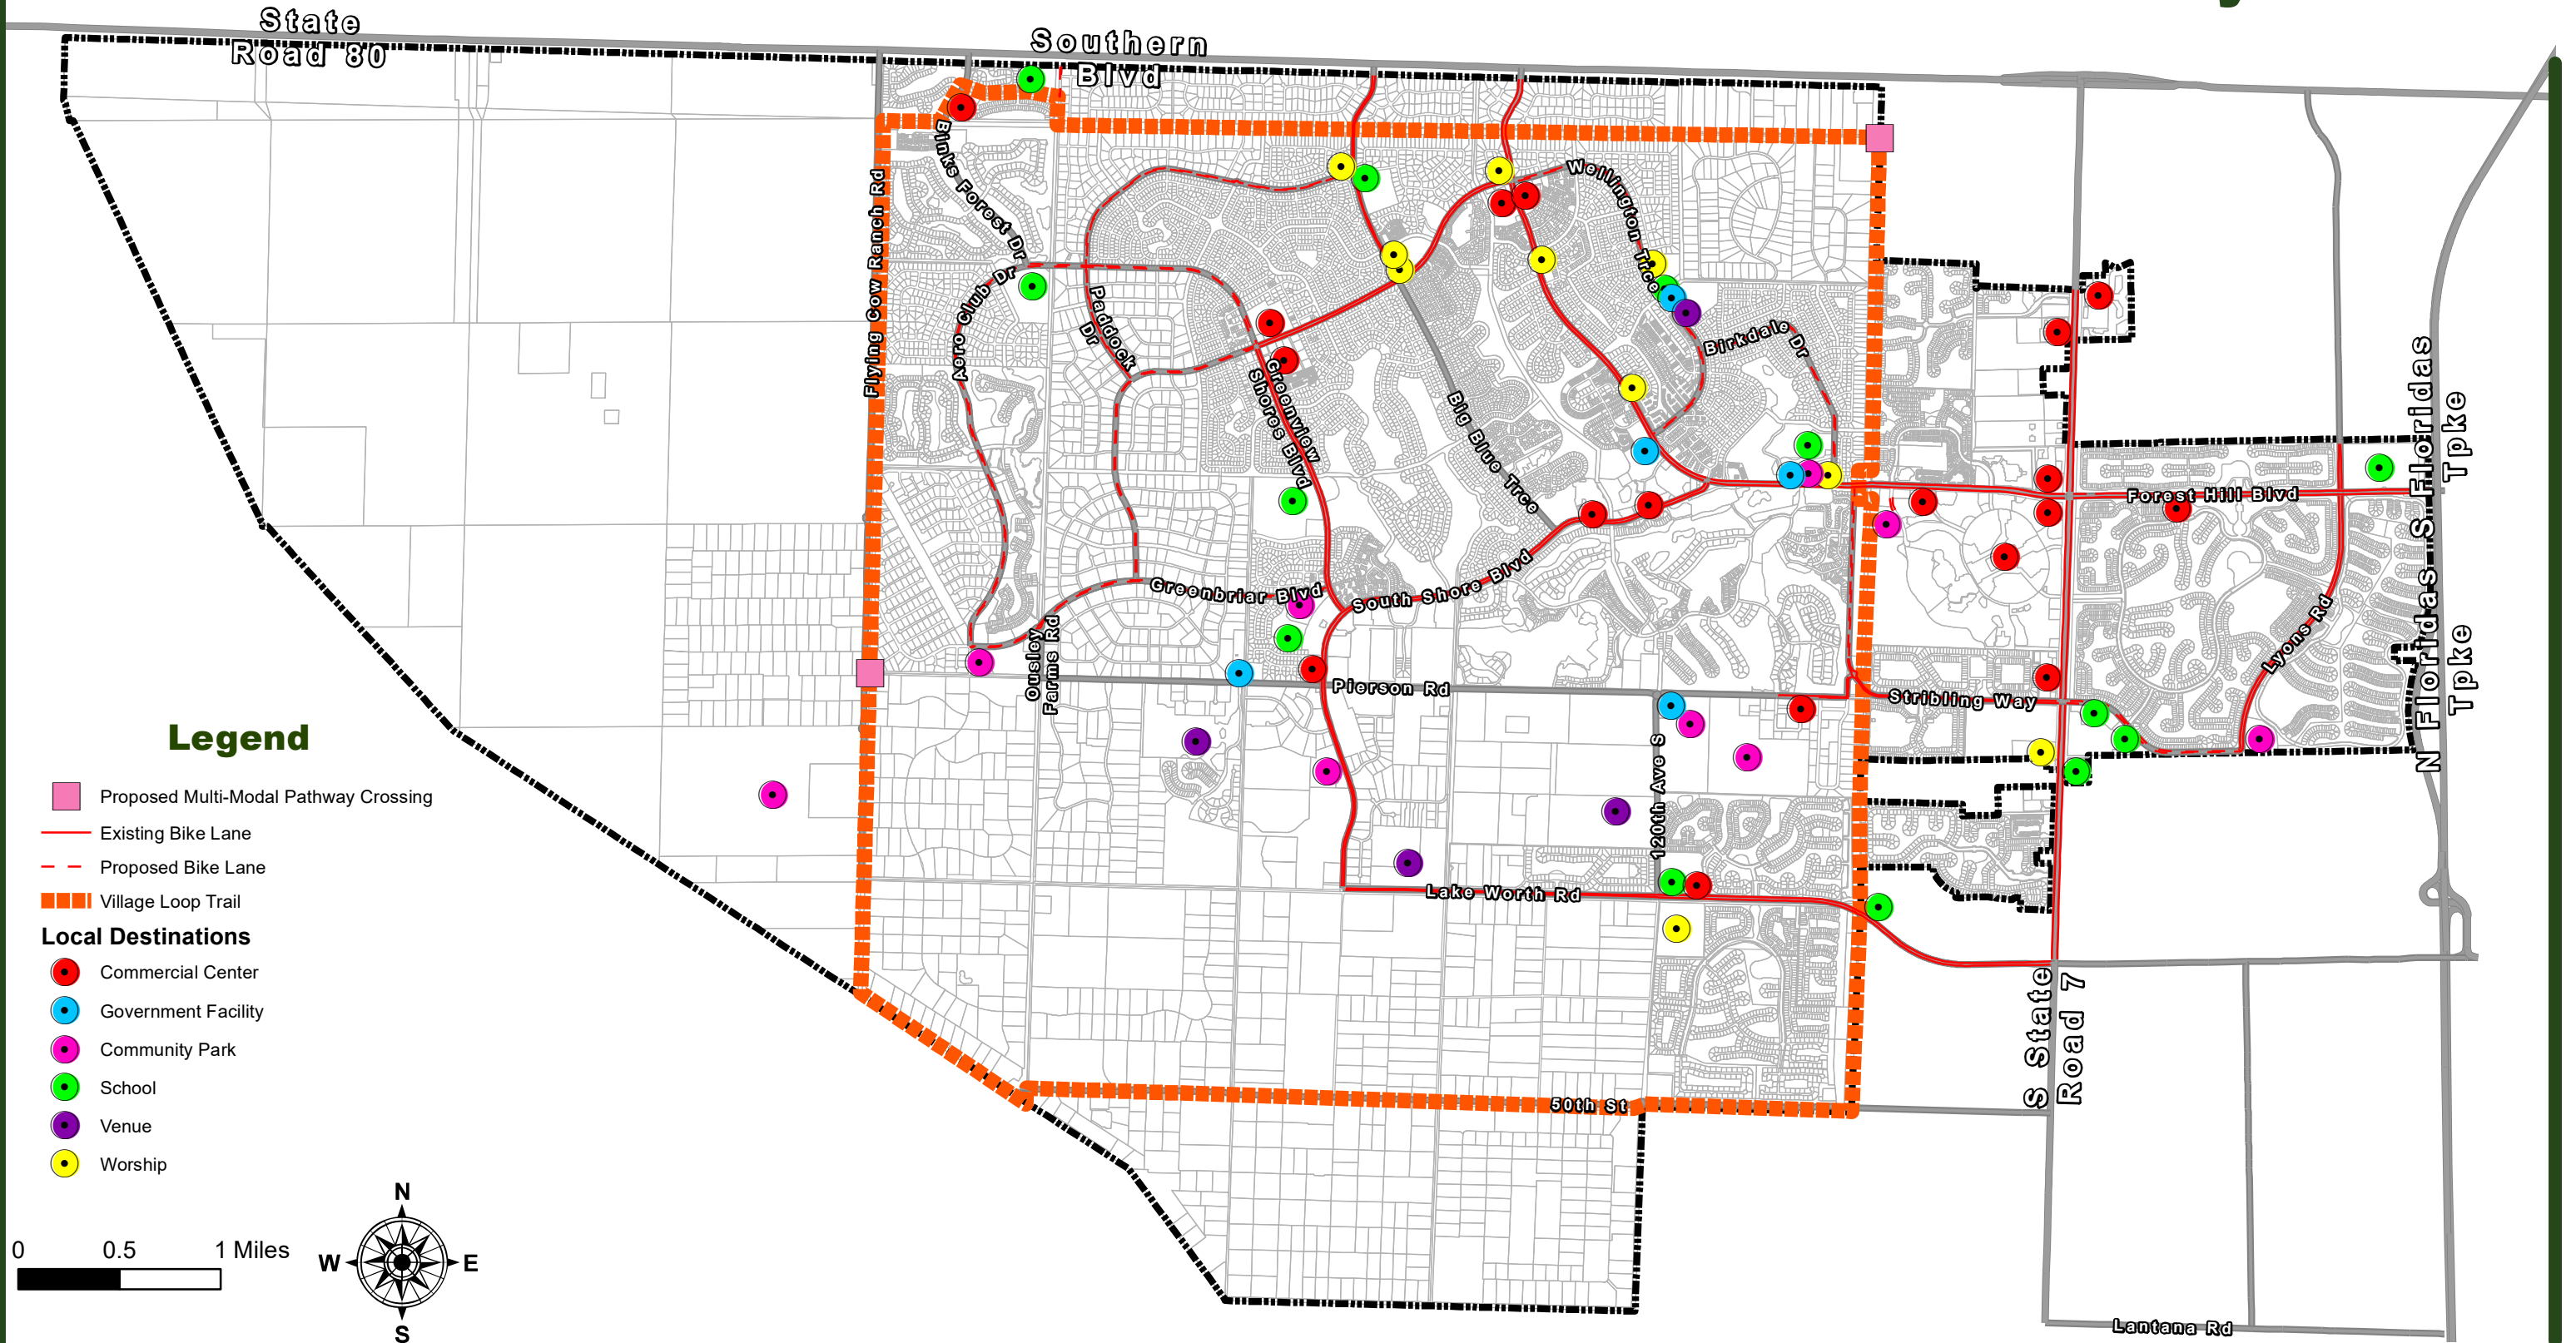 State
Road 80
Southern
Blvd
Binks Forest Dr
Flying Cow Ranch Rd
Aero Club Dr
Paddock
Dr
Greenview
Shores Blvd
Wellington Trce
Birkdale Dr
Big Blue Trce
Forest Hill Blvd
N Floridas S Floridas
Tpke
Tpke
Greenbriar Blvd
South Shore Blvd
Lyons Rd
Ousley
Farms Rd
Pierson Rd
Stribling Way
120th Ave S
Lake Worth Rd
S State
Road 7
50th St
Lantana Rd
Legend
Proposed Multi-Modal Pathway Crossing
Existing Bike Lane
Proposed Bike Lane
Village Loop Trail
Local Destinations
Commercial Center
Government Facility
Community Park
School
Venue
Worship
N
W E
S
0 0.5 1 Miles